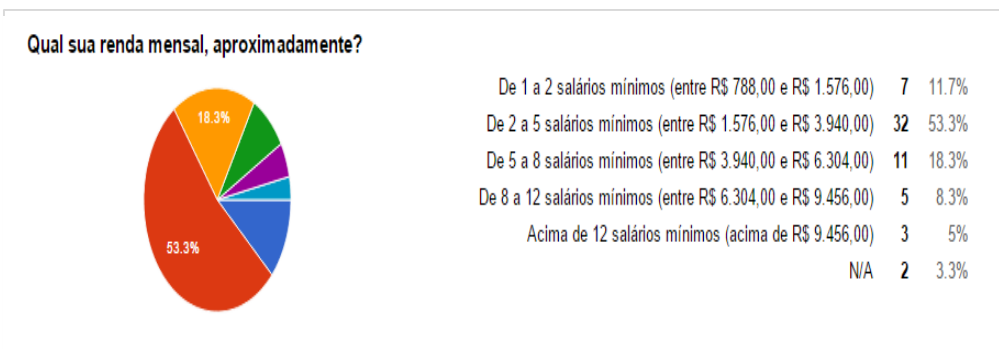 Qual sua renda mensal, aproximadamente?
18.3%
53.3%
De 1 a 2 salários mínimos (entre R$ 788,00 e R$ 1.576,00) 7 11.7%
De 2 a 5 salários mínimos (entre R$ 1.576,00 e R$ 3.940,00) 32 53.3%
De 5 a 8 salários mínimos (entre R$ 3.940,00 e R$ 6.304,00) 11 18.3%
De 8 a 12 salários mínimos (entre R$ 6.304,00 e R$ 9.456,00) 5 8.3%
Acima de 12 salários mínimos (acima de R$ 9.456,00) 3 5%
N/A 2 3.3%